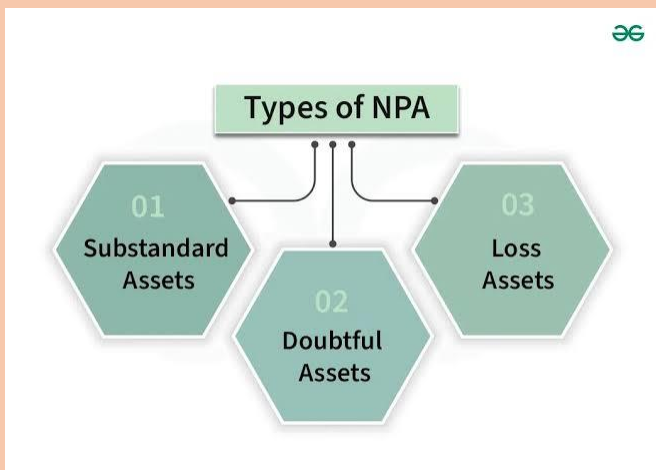 Types of NPA
01
Substandard
Assets
02
Doubtful
Assets
03
Loss
Assets